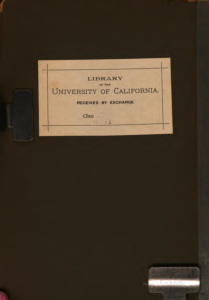 LIBRARY
OF THE
UNIVERSITY OF CALIFORNIA.
RECEIVED BY EXCHANGE
Class